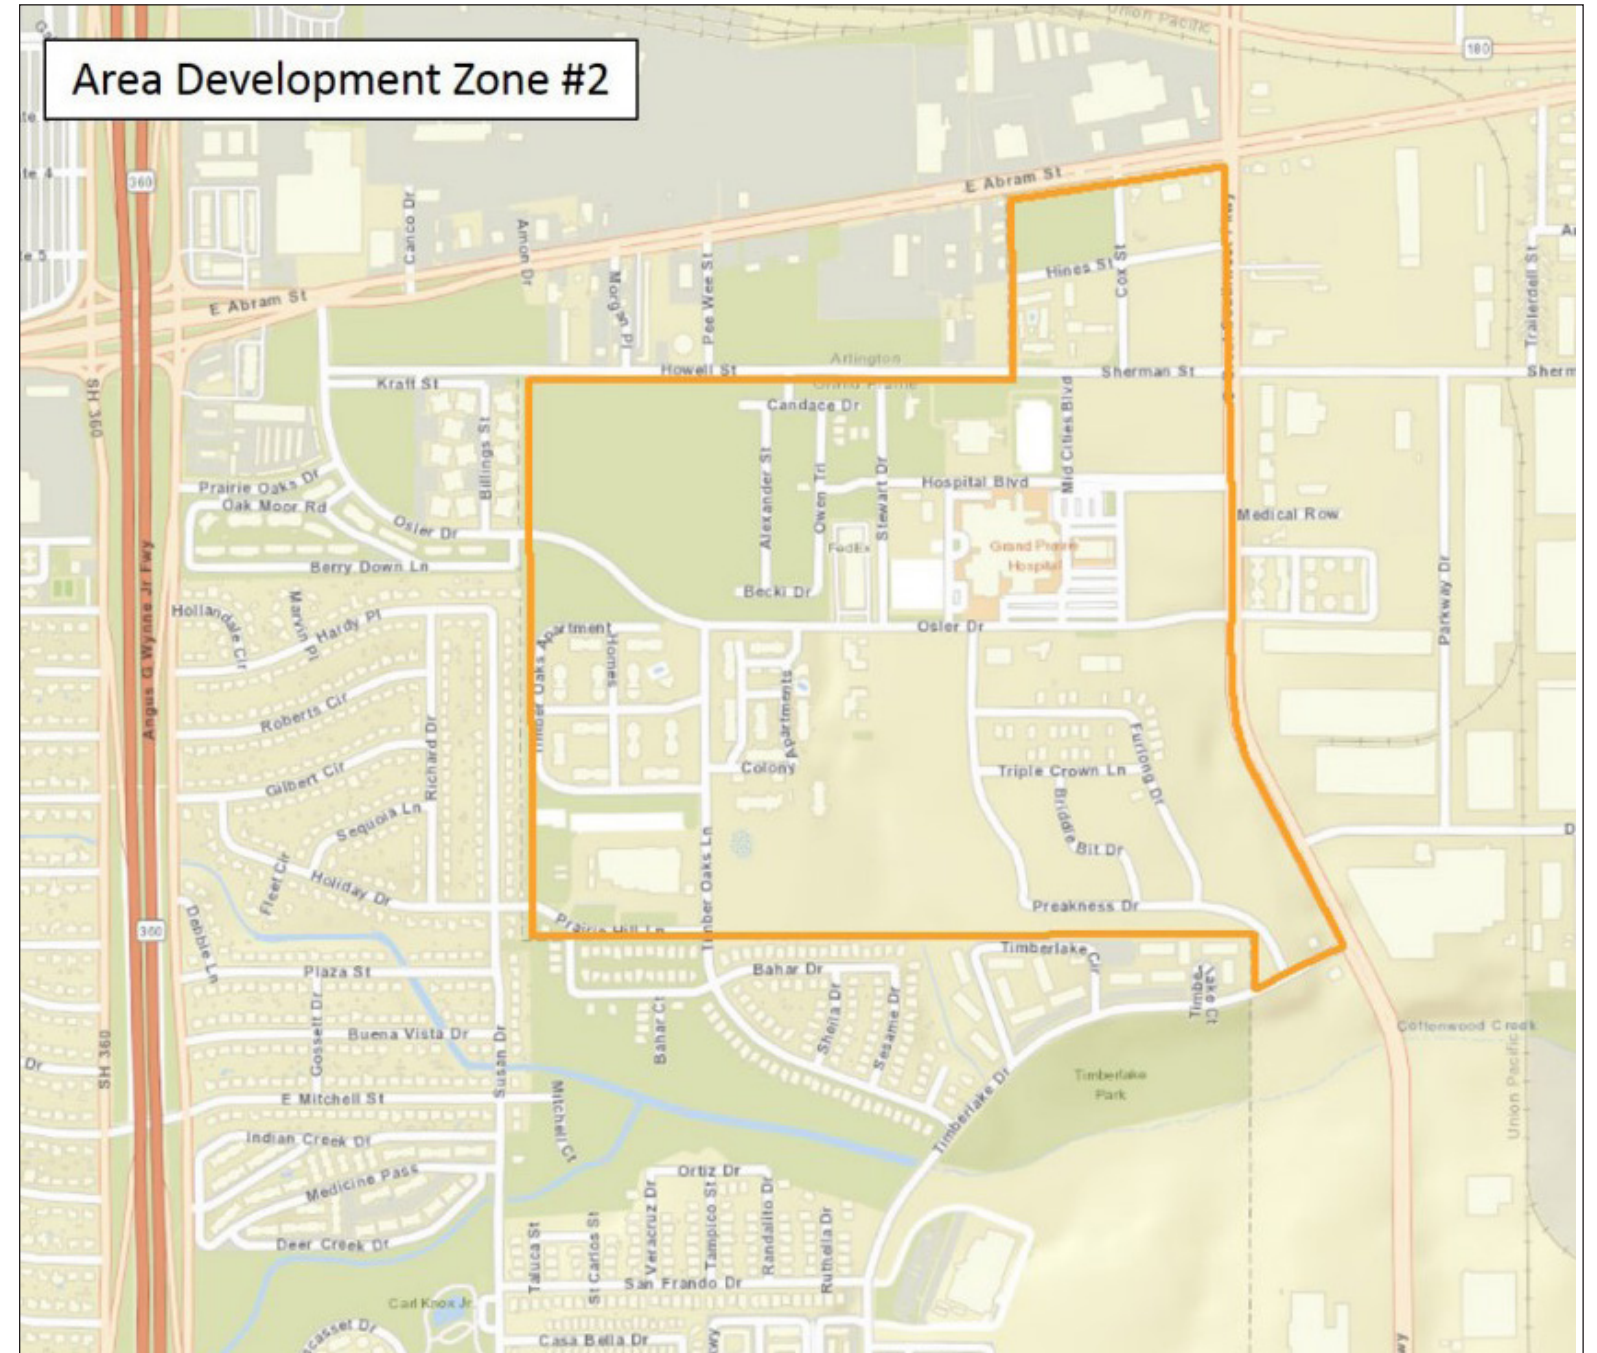 Area Development Zone #2
Union Pacific
180
360
E Abram St
Canco Dr
Amon Dr
Morgan Pl
Pee Wee St
E Abram St
Hines St
Cox St
Trailerdell St
Arlington
Howell St
Sherman St
Grand Prairie
Kraft St
Candace Dr
SH 360
Billings St
Alexander St
Owen Trl
Stewart Dr
Mid Cities Blvd
Hospital Blvd
Prairie Oaks Dr
Oak Moor Rd
Osler Dr
Medical Row
FedEx
Grand Prairie
Hospital
Berry Down Ln
Becki Dr
Angus G Wynne Jr Fwy
Hollandale Cir
Marvin Pl
Hardy Pl
Timber Oaks Apartment
Homes
Osler Dr
Parkway Dr
Roberts Cir
Richard Dr
Apartments
Colony
Furlong Dr
Triple Crown Ln
Gilbert Cir
Sequoia Ln
Briddle Bit Dr
Timber Oaks Ln
Fleet Cir
Holiday Dr
Preakness Dr
360
Debbie Ln
Prairie Hill Ln
Timberlake Cir
Plaza St
Bahar Dr
Timberlake Ct
Gossett Dr
Buena Vista Dr
Susan Dr
Bahar Ct
Sheila Dr
Sesame Dr
Cottonwood Creek
SH 360
Dr
E Mitchell St
Mitchell Ct
Timberlake
Park
Timberlake Dr
Union Pacific
Indian Creek Dr
Medicine Pass
Deer Creek Dr
Ortiz Dr
Taluca St
St Carlos St
Veracruz Dr
Tampico St
Randalito Dr
Ruthella Dr
San Frando Dr
Carl Knox Jr.
Casa Bella Dr